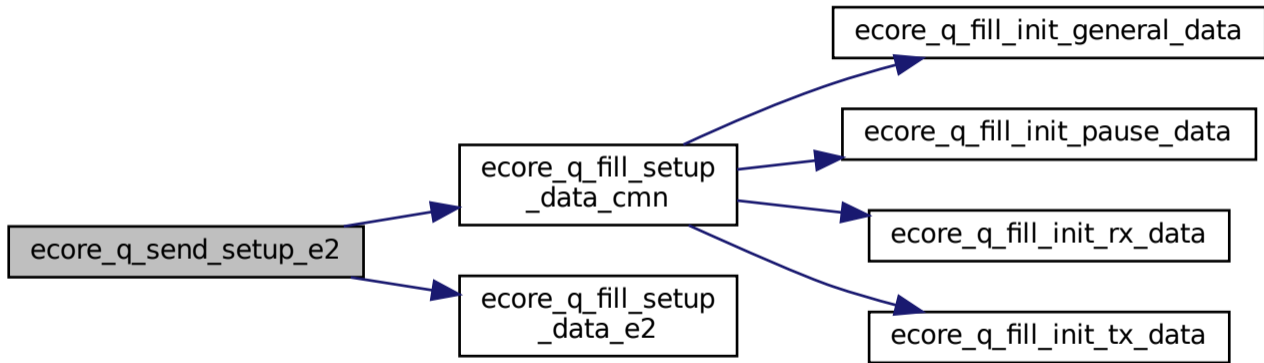 ecore_q_fill_init_general_data
ecore_q_fill_init_pause_data
ecore_q_fill_setup
_data_cmn
ecore_q_fill_init_rx_data
ecore_q_send_setup_e2
ecore_q_fill_setup
_data_e2
ecore_q_fill_init_tx_data